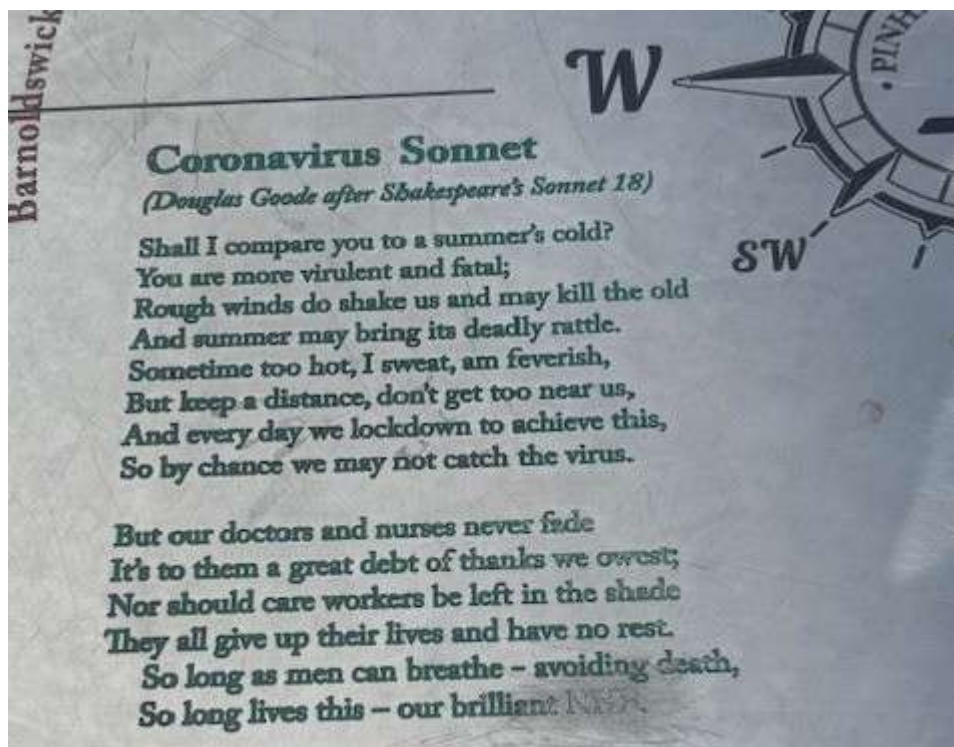 Barnoldswick
W
PINH
SW
Coronavirus Sonnet
(Douglas Goode after Shakespeare's Sonnet 18)
Shall I compare you to a summer's cold?
You are more virulent and fatal;
Rough winds do shake us and may kill the old
And summer may bring its deadly rattle.
Sometime too hot, I sweat, am feverish,
But keep a distance, don't get too near us,
And every day we lockdown to achieve this,
So by chance we may not catch the virus.
But our doctors and nurses never fade
It's to them a great debt of thanks we owest;
Nor should care workers be left in the shade
They all give up their lives and have no rest.
So long as men can breathe – avoiding death,
So long lives this – our brilliant